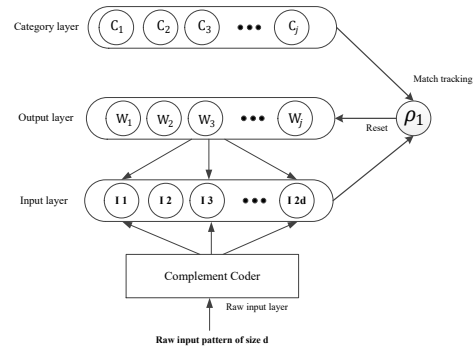 Category layer
C1 C2 C3 ••• Cj
Match tracking
Output layer
W1 W2 W3 ••• Wj
Reset
ρ1
Input layer
I 1 I 2 I 3 ••• I 2d
Complement Coder
Raw input layer
Raw input pattern of size d